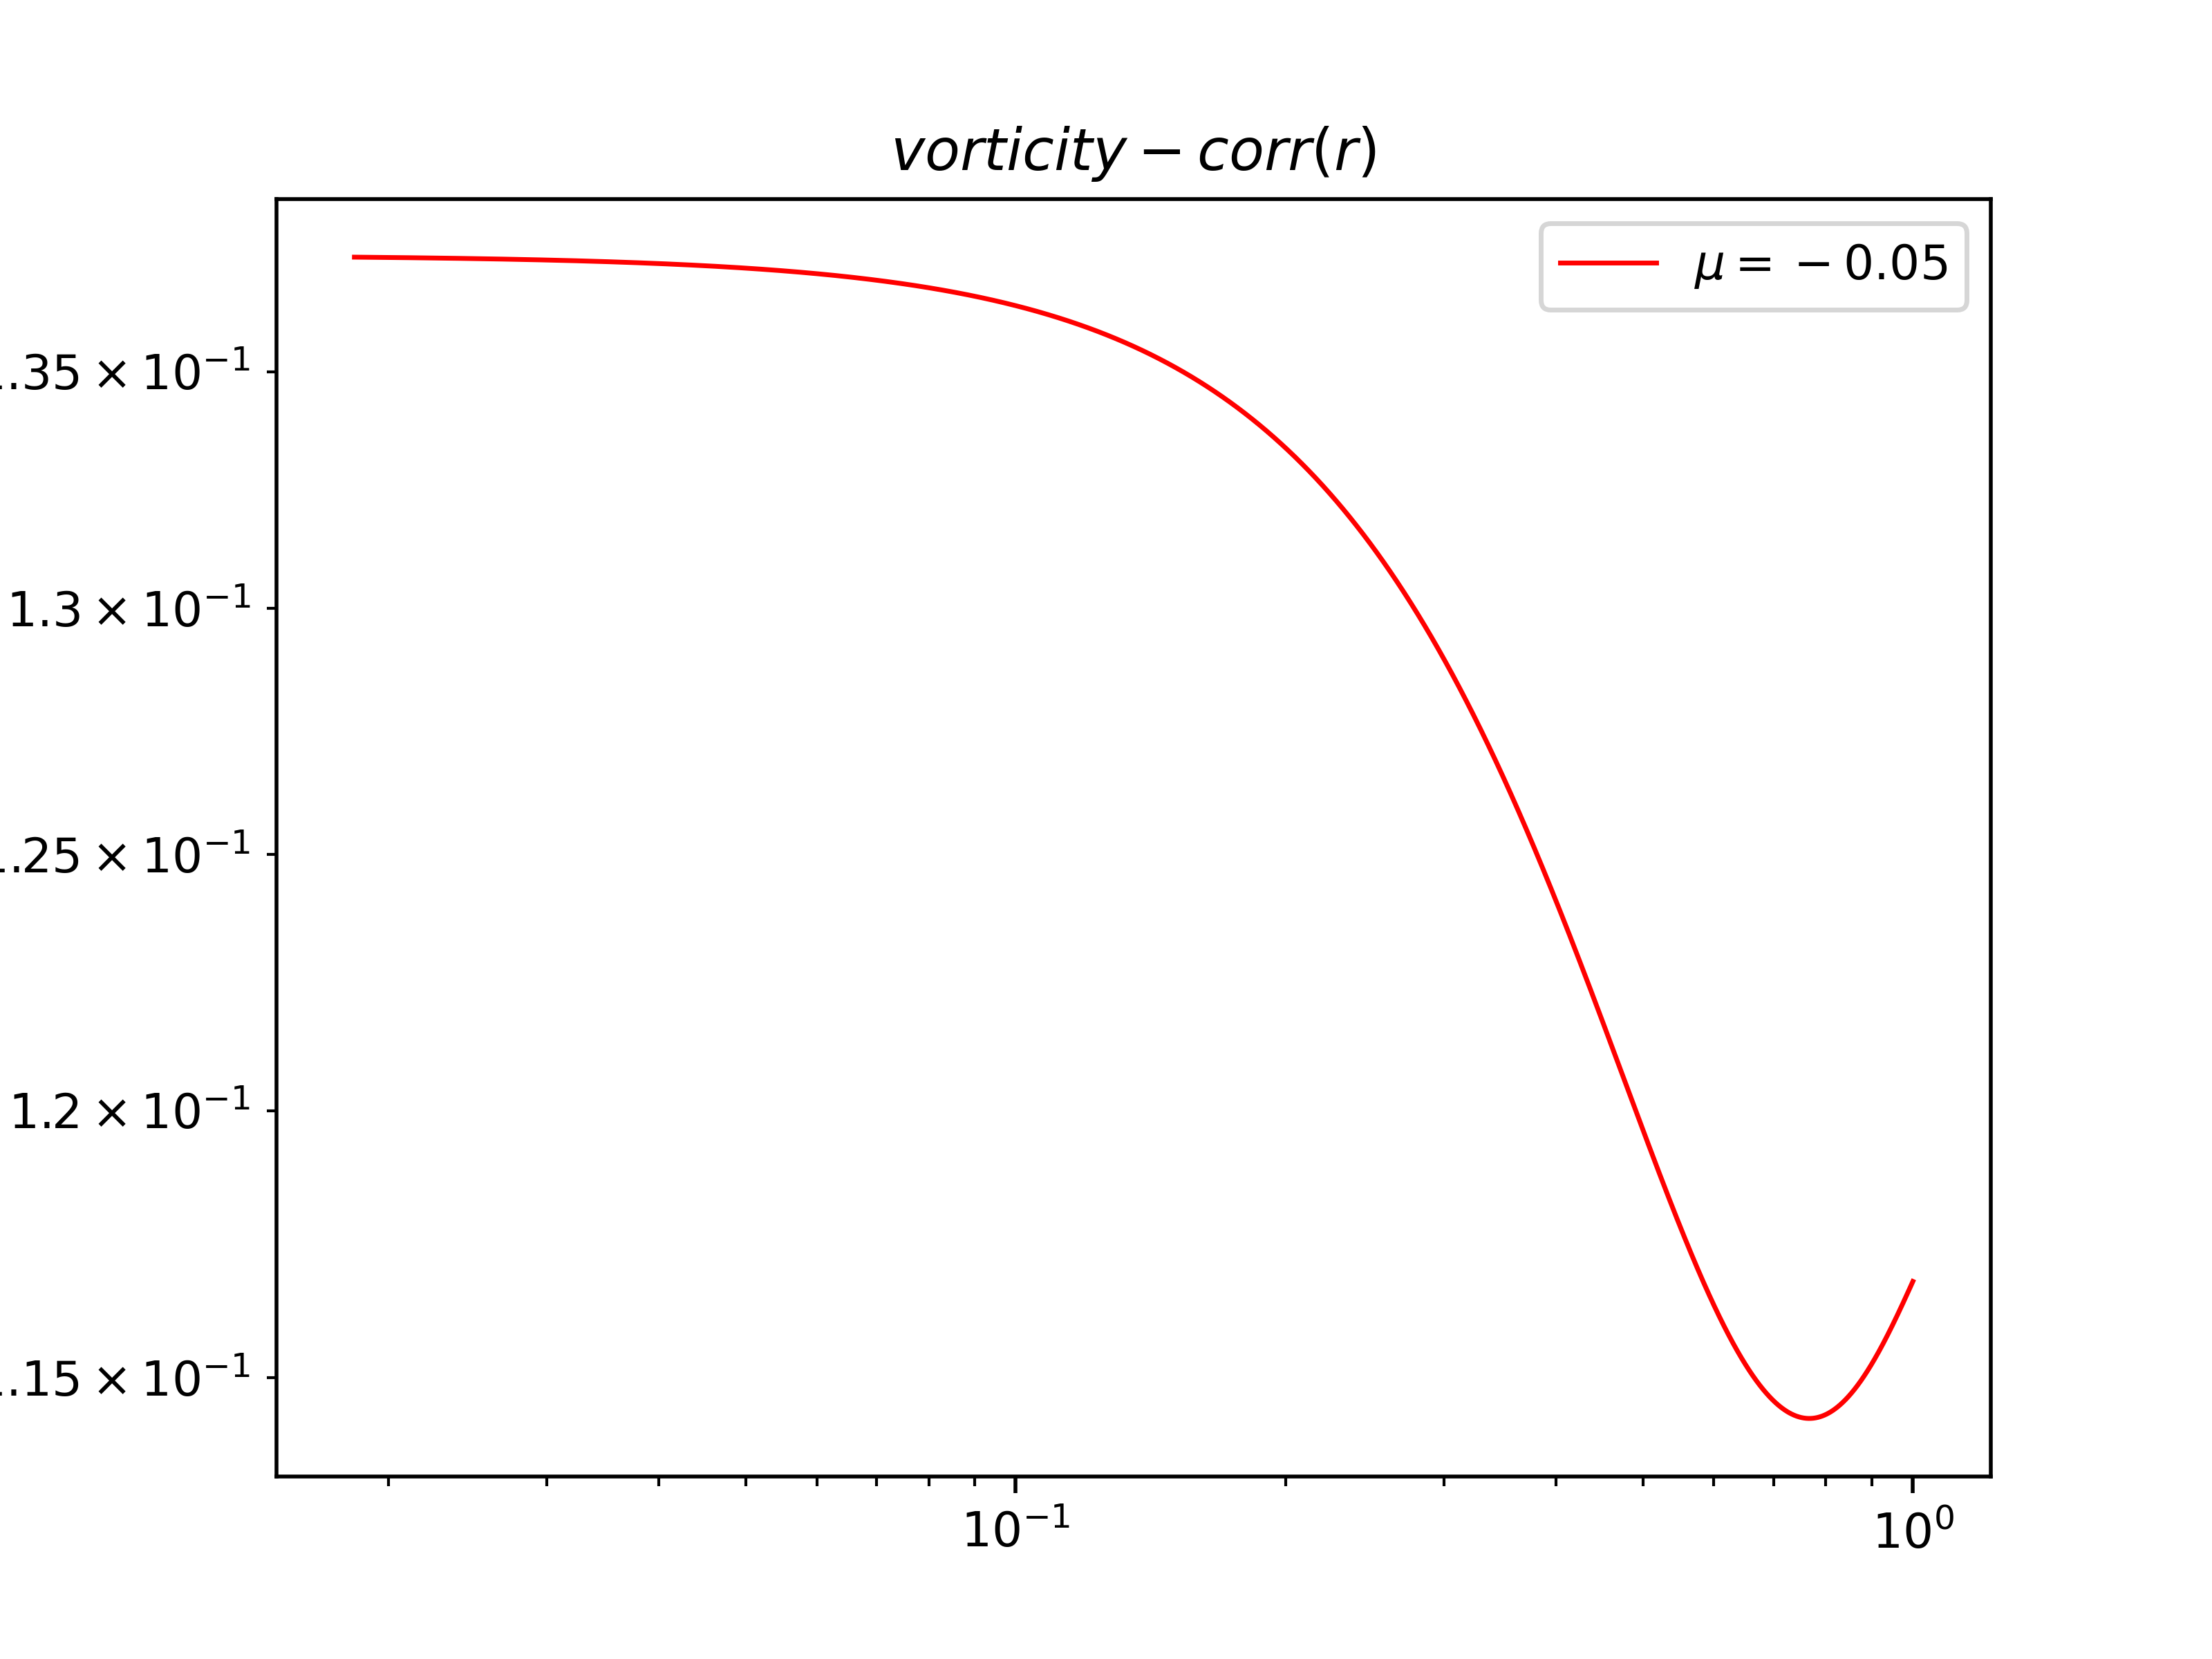 vorticity − corr(r)
μ = −0.05
.35 × 10⁻¹
1.3 × 10⁻¹
.25 × 10⁻¹
1.2 × 10⁻¹
.15 × 10⁻¹
10⁻¹
10⁰